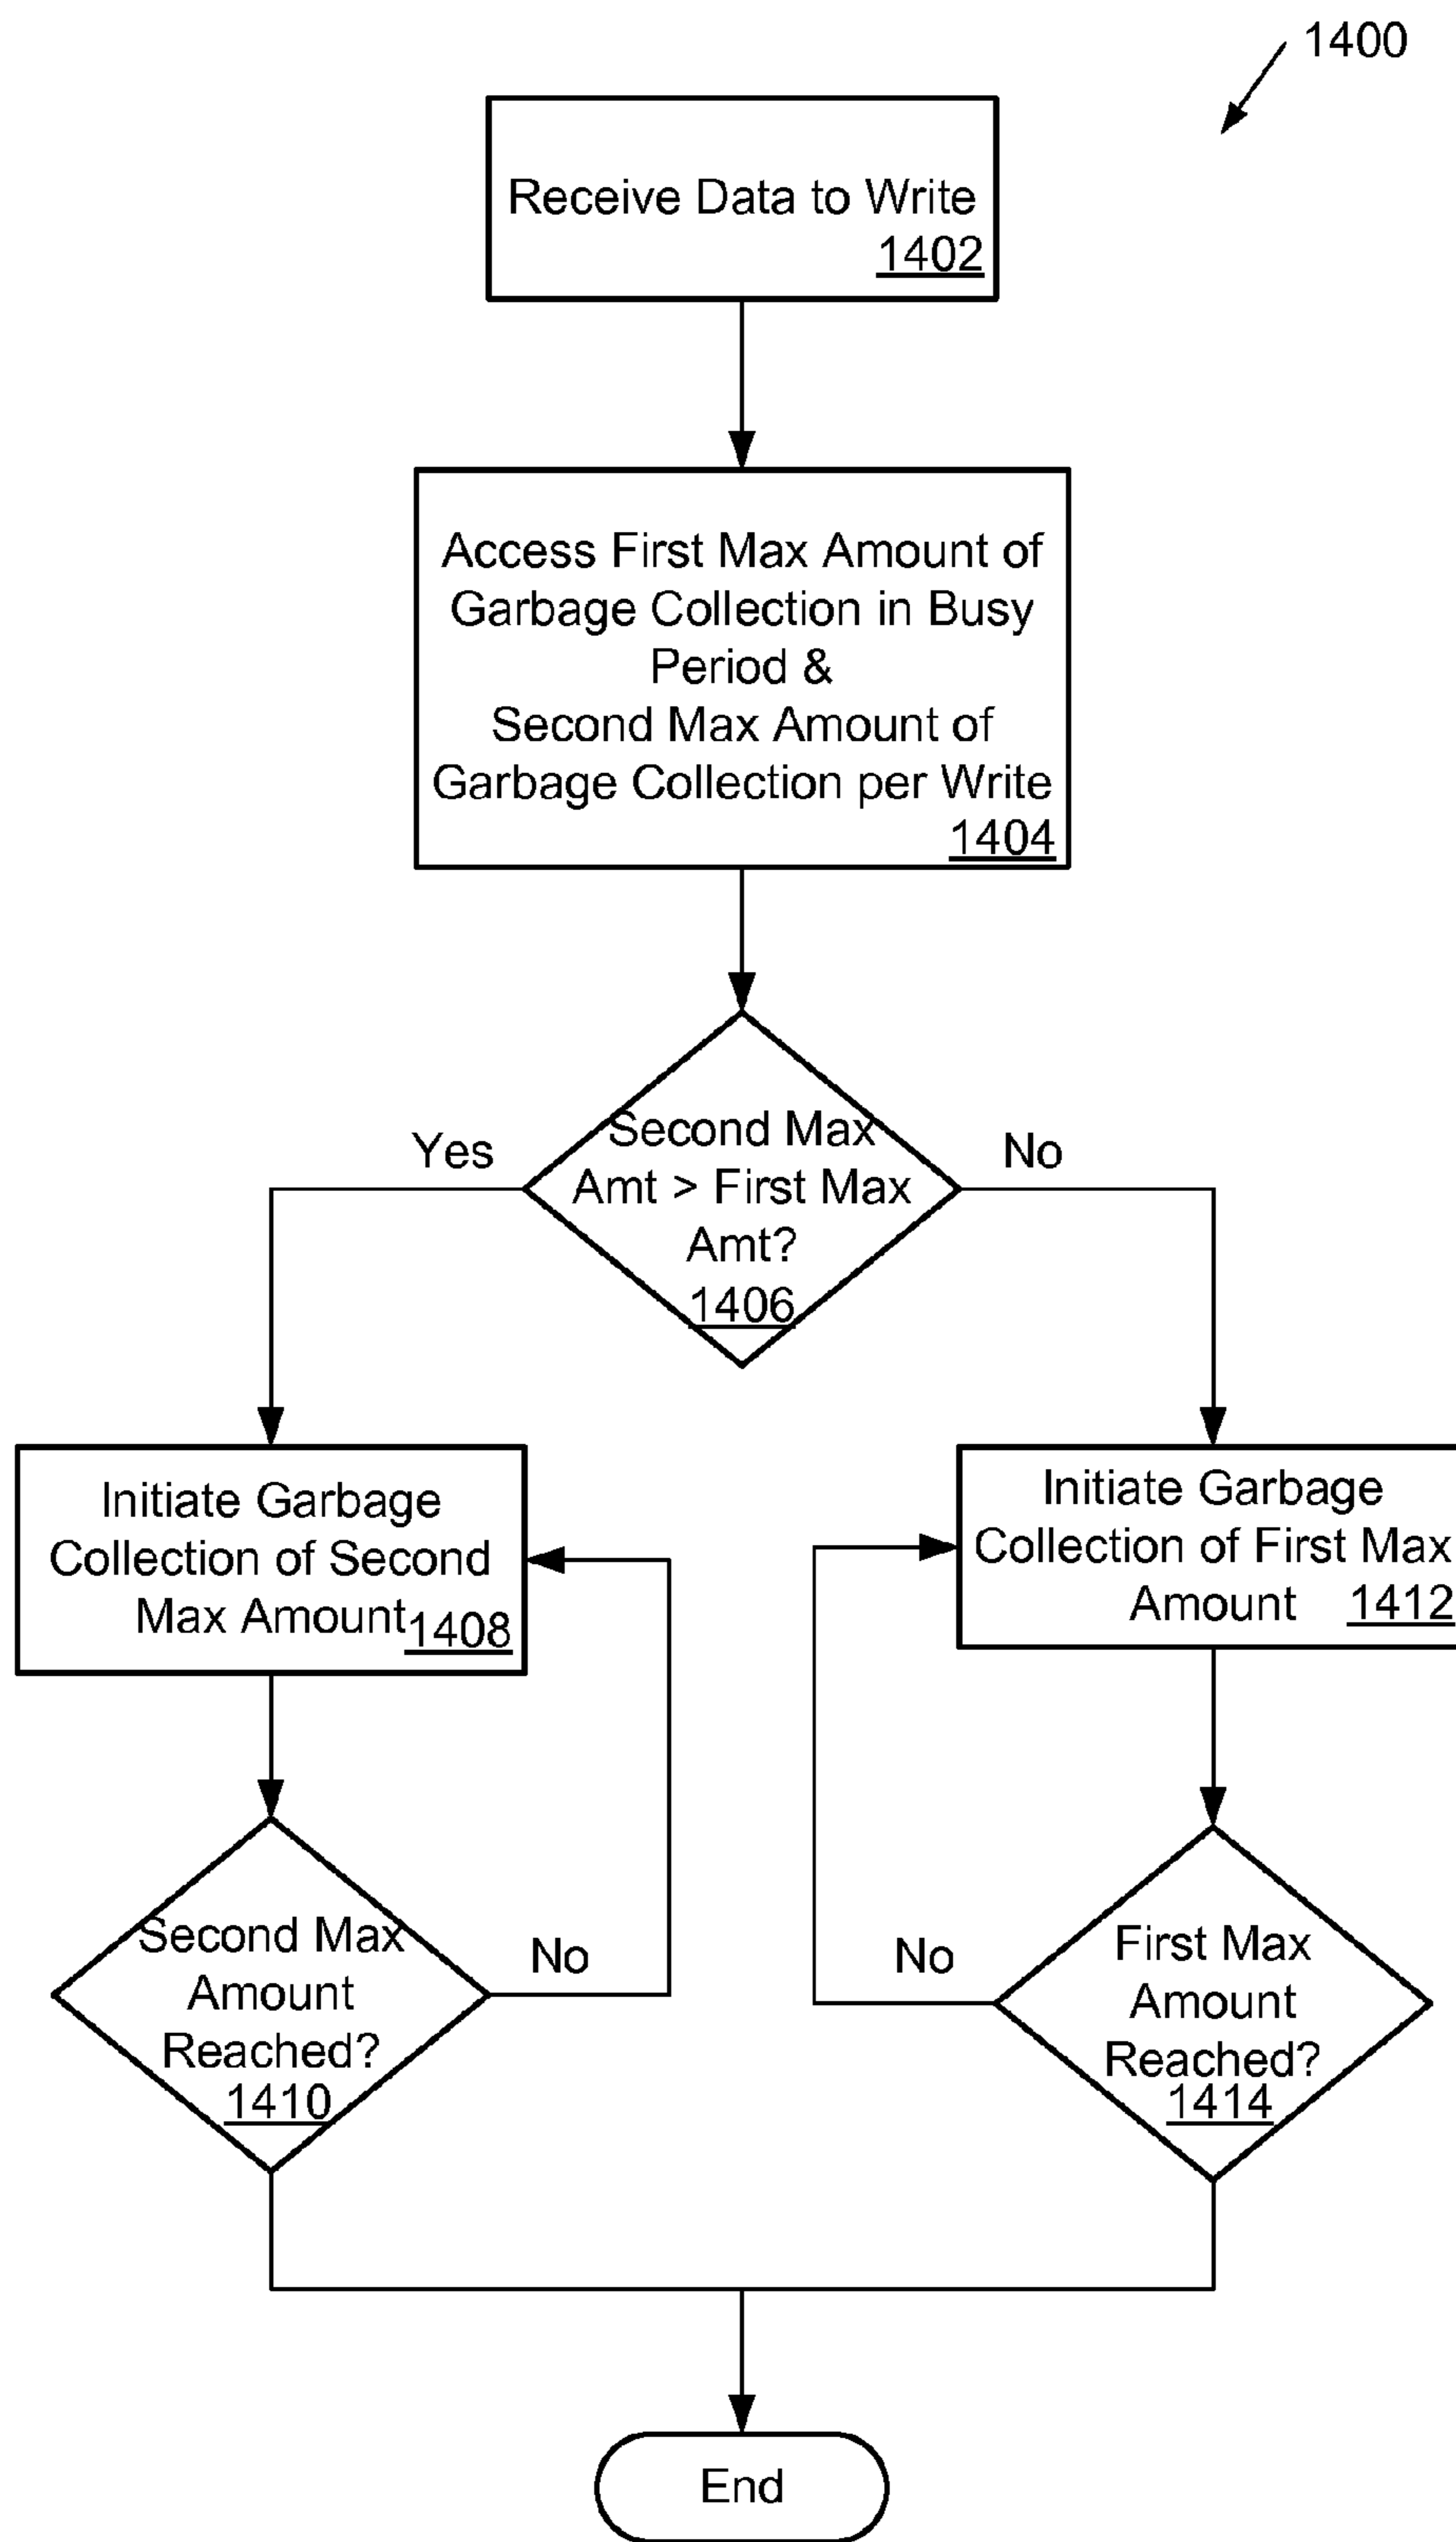 1400
Receive Data to Write
1402
Access First Max Amount of
Garbage Collection in Busy
Period &
Second Max Amount of
Garbage Collection per Write
1404
Second Max
Amt > First Max
Amt?
1406
Yes
No
Initiate Garbage
Collection of Second
Max Amount 1408
Initiate Garbage
Collection of First Max
Amount 1412
Second Max
Amount
Reached?
1410
No
No
First Max
Amount
Reached?
1414
End